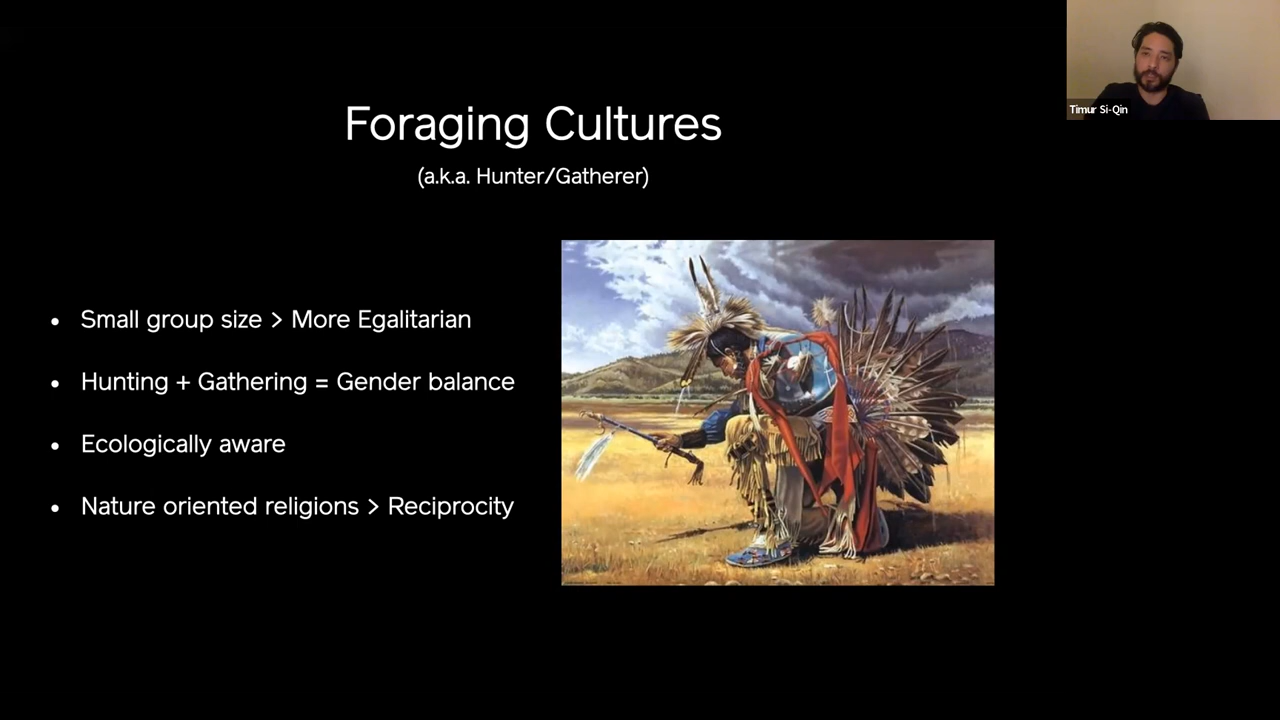 Foraging Cultures
(a.k.a. Hunter/Gatherer)
• Small group size > More Egalitarian
• Hunting + Gathering = Gender balance
• Ecologically aware
• Nature oriented religions > Reciprocity
Timur Si-Qin